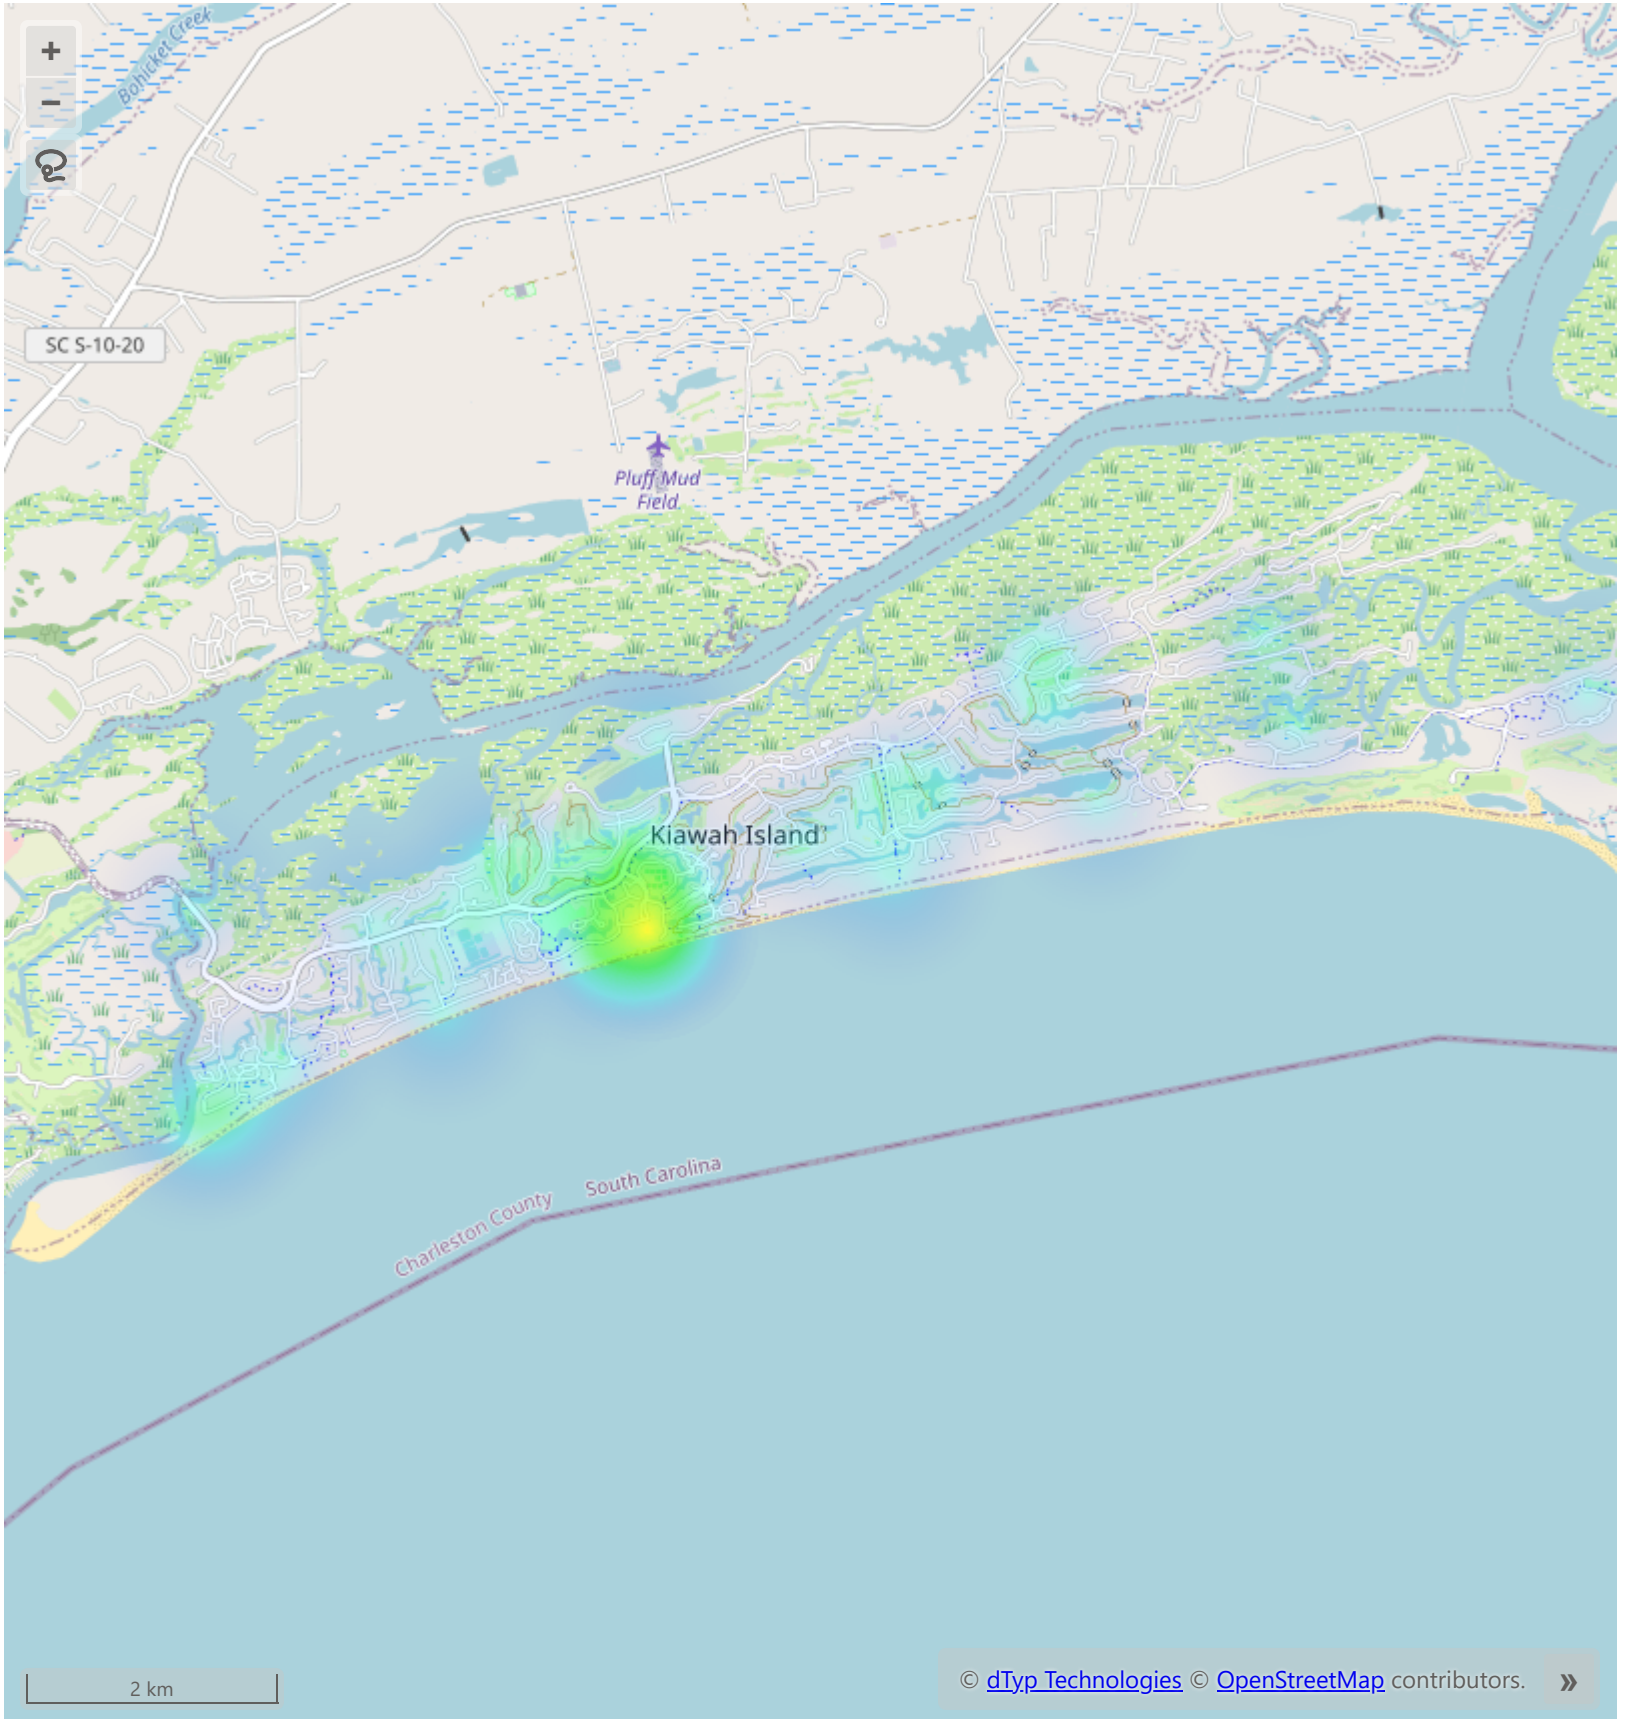 +
Bohicket Creek
−
SC S-10-20
Pluff Mud
Field
Kiawah Island
Charleston County
South Carolina
2 km
© dTyp Technologies © OpenStreetMap contributors.
»